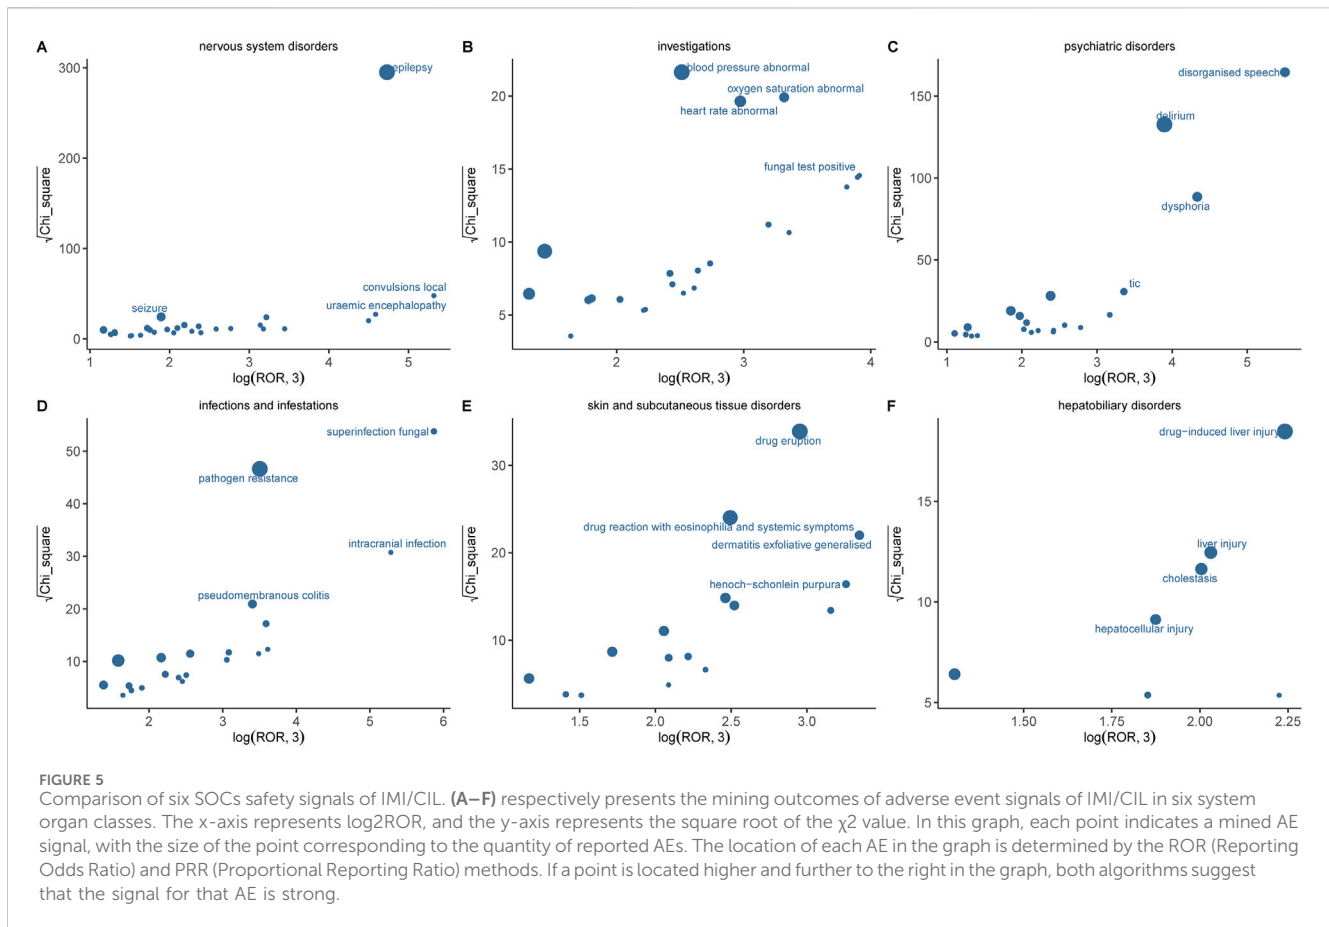 A
nervous system disorders
300
200
100
0
√Chi_square
epilepsy
convulsions local
uraemic encephalopathy
seizure
1 2 3 4 5
log(ROR, 3)
B
investigations
20
15
10
5
√Chi_square
blood pressure abnormal
oxygen saturation abnormal
heart rate abnormal
fungal test positive
2 3 4
log(ROR, 3)
C
psychiatric disorders
150
100
50
0
√Chi_square
disorganised speech
delirium
dysphoria
tic
1 2 3 4 5
log(ROR, 3)
D
infections and infestations
50
40
30
20
10
√Chi_square
superinfection fungal
pathogen resistance
intracranial infection
pseudomembranous colitis
2 3 4 5 6
log(ROR, 3)
E
skin and subcutaneous tissue disorders
30
20
10
√Chi_square
drug eruption
drug reaction with eosinophilia and systemic symptoms
dermatitis exfoliative generalised
henoch−schonlein purpura
1.5 2.0 2.5 3.0
log(ROR, 3)
F
hepatobiliary disorders
15
10
5
√Chi_square
drug−induced liver injury
liver injury
cholestasis
hepatocellular injury
1.50 1.75 2.00 2.25
log(ROR, 3)
FIGURE 5
Comparison of six SOCs safety signals of IMI/CIL. (A–F) respectively presents the mining outcomes of adverse event signals of IMI/CIL in six system
organ classes. The x-axis represents log2ROR, and the y-axis represents the square root of the χ2 value. In this graph, each point indicates a mined AE
signal, with the size of the point corresponding to the quantity of reported AEs. The location of each AE in the graph is determined by the ROR (Reporting
Odds Ratio) and PRR (Proportional Reporting Ratio) methods. If a point is located higher and further to the right in the graph, both algorithms suggest
that the signal for that AE is strong.